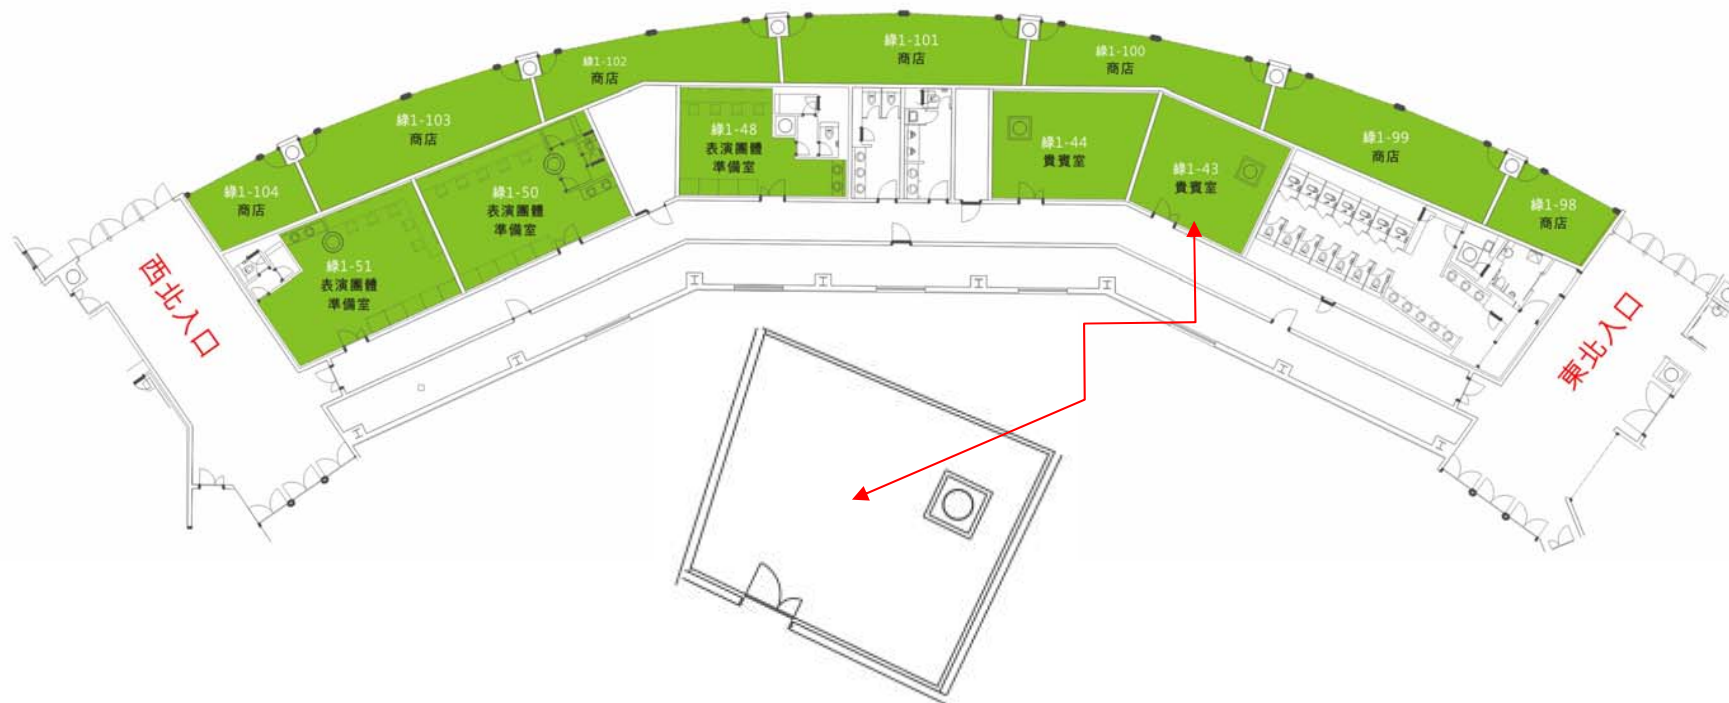 綠1-101
商店
綠1-102
商店
綠1-100
商店
綠1-103
商店
綠1-48
表演團體
準備室
綠1-44
貴賓室
綠1-99
商店
綠1-43
貴賓室
綠1-104
商店
綠1-50
表演團體
準備室
綠1-98
商店
綠1-51
表演團體
準備室
西北入口
東北入口